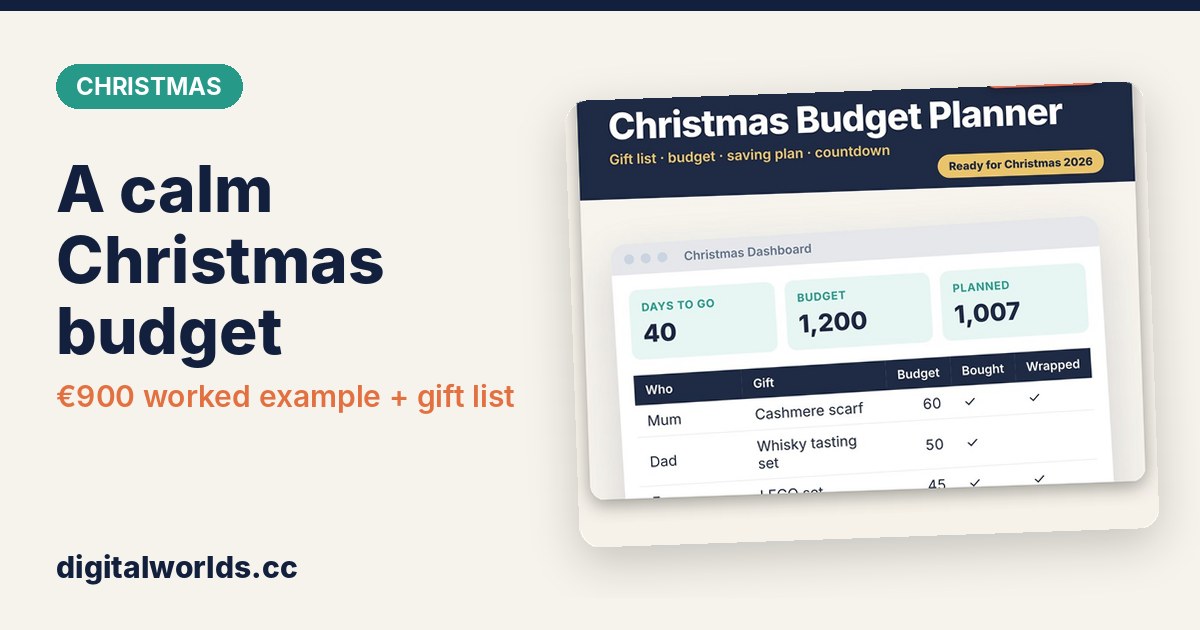 CHRISTMAS
A calm
Christmas
budget
€900 worked example + gift list
digitalworlds.cc
Christmas Budget Planner
Gift list · budget · saving plan · countdown
Ready for Christmas 2026
Christmas Dashboard
DAYS TO GO
40
BUDGET
1,200
PLANNED
1,007
Who Gift Budget Bought Wrapped
Mum Cashmere scarf 60 ✓ ✓
Dad Whisky tasting set 50 ✓
LEGO set 45 ✓ ✓